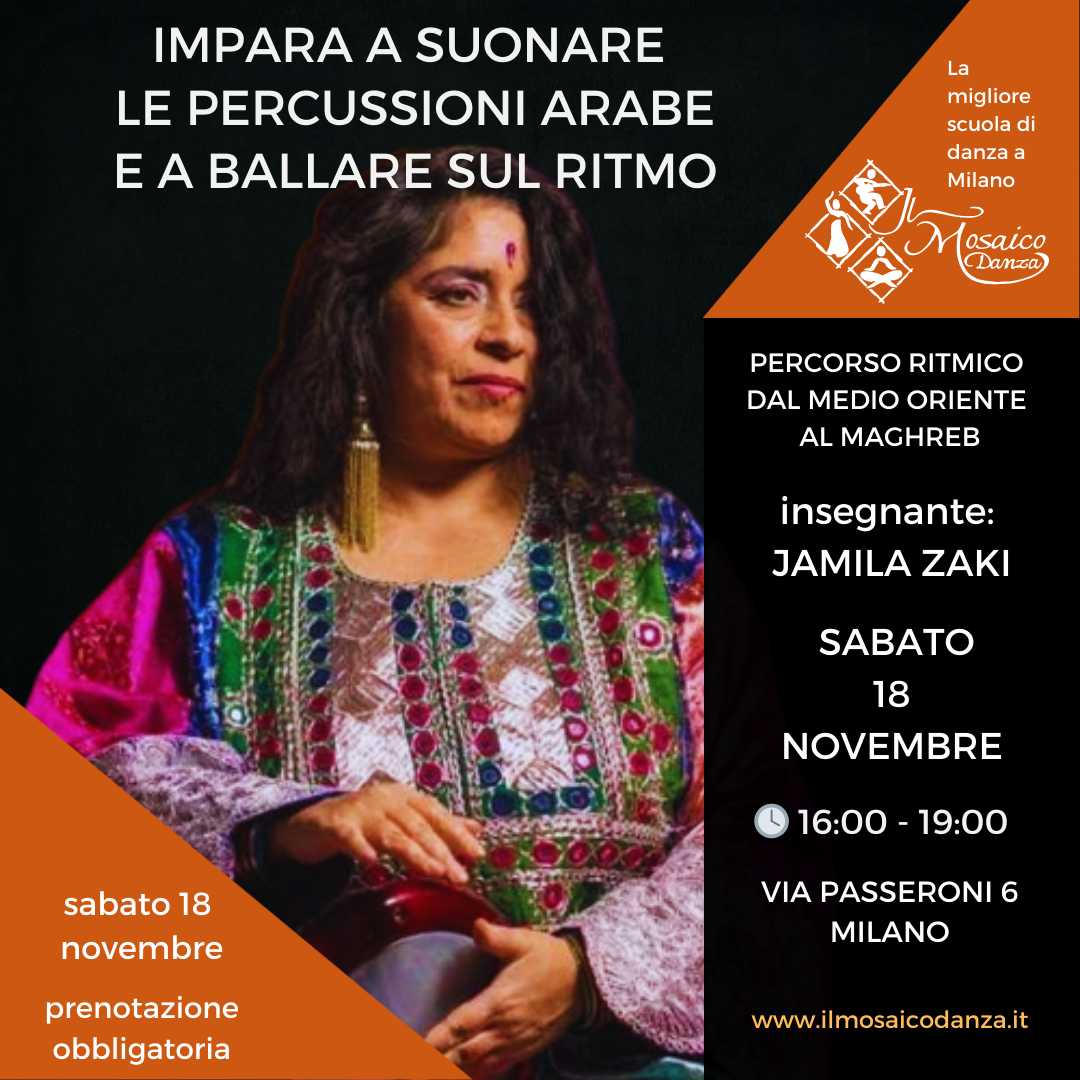 IMPARA A SUONARE
LE PERCUSSIONI ARABE
E A BALLARE SUL RITMO
La
migliore
scuola di
danza a
Milano
Il
Mosaico
Danza
PERCORSO RITMICO
DAL MEDIO ORIENTE
AL MAGHREB
insegnante:
JAMILA ZAKI
SABATO
18
NOVEMBRE
16:00 - 19:00
VIA PASSERONI 6
MILANO
www.ilmosaicodanza.it
sabato 18
novembre
prenotazione
obbligatoria